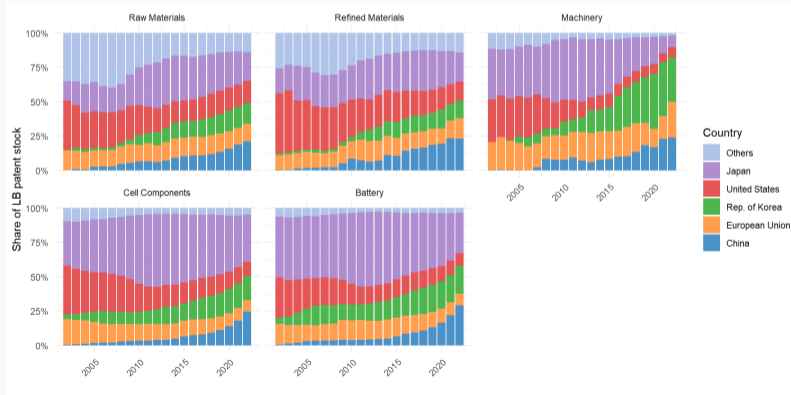 Raw Materials
Refined Materials
Machinery
100%
75%
50%
25%
0%
2005
2010
2015
2020
Cell Components
Battery
100%
75%
50%
25%
0%
2005
2010
2015
2020
2005
2010
2015
2020
Share of LB patent stock
Country
Others
Japan
United States
Rep. of Korea
European Union
China